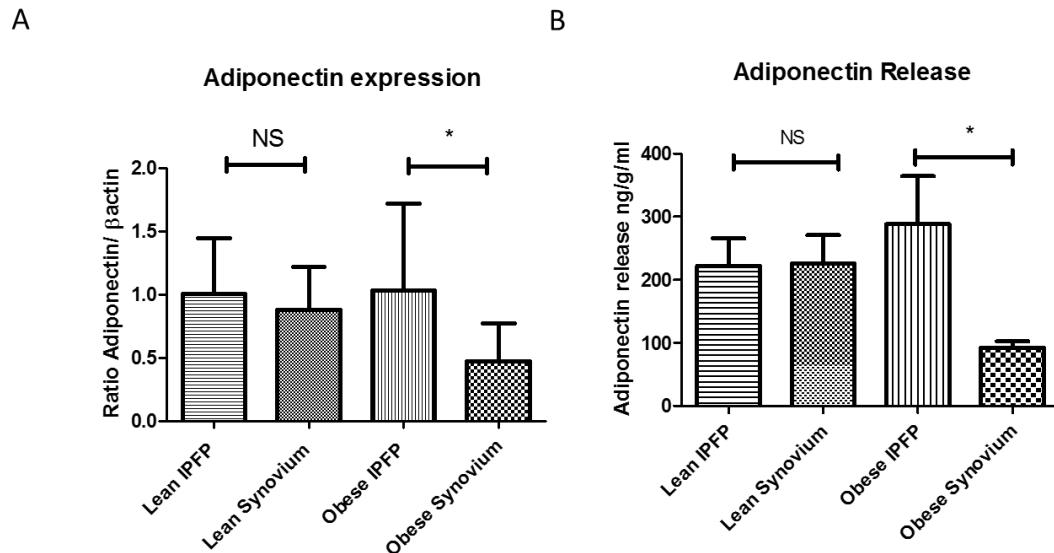 A
Adiponectin expression
NS
*
Ratio Adiponectin/ βactin
2.0
1.5
1.0
0.5
0.0
Lean IPFP
Lean Synovium
Obese IPFP
Obese Synovium
B
Adiponectin Release
NS
*
Adiponectin release ng/g/ml
400
300
200
100
0
Lean IPFP
Lean Synovium
Obese IPFP
Obese Synovium